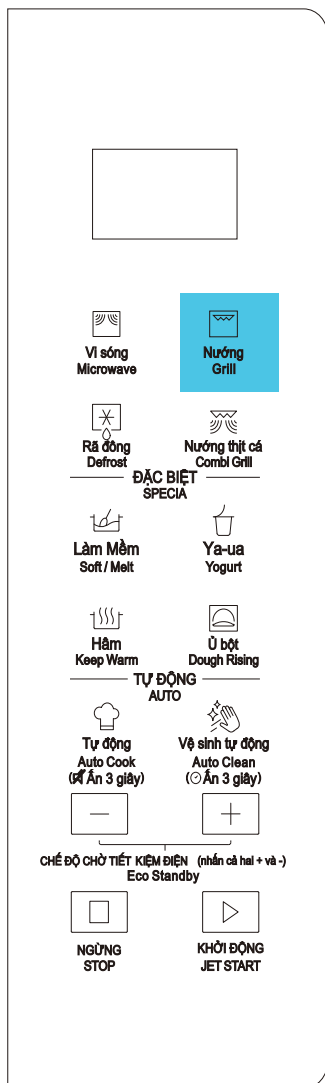 Vi sóng Nướng
Microwave Grill
Rã đông Nướng thịt cá
Defrost Combi Grill
ĐẶC BIỆT
SPECIA
Làm Mềm Ya-ua
Soft / Melt Yogurt
Hâm Ủ bột
Keep Warm Dough Rising
TỰ ĐỘNG
AUTO
Tự động Vệ sinh tự động
Auto Cook Auto Clean
(Ấn 3 giây) (Ấn 3 giây)
CHẾ ĐỘ CHỜ TIẾT KIỆM ĐIỆN (nhấn cả hai + và -)
Eco Standby
NGỪNG KHỞI ĐỘNG
STOP JET START